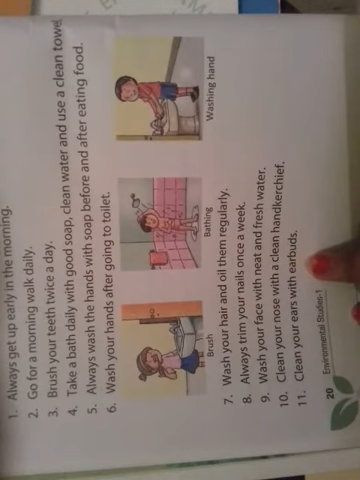 1. Always get up early in the morning.
2. Go for a morning walk daily.
3. Brush your teeth twice a day.
4. Take a bath daily with good soap, clean water and use a clean towel
5. Always wash the hands with soap before and after eating food.
6. Wash your hands after going to toilet.
Brush
Bathing
Washing hand
7. Wash your hair and oil them regularly.
8. Always trim your nails once a week.
9. Wash your face with neat and fresh water.
10. Clean your nose with a clean handkerchief.
11. Clean your ears with earbuds.
20
Environmental Studies-1